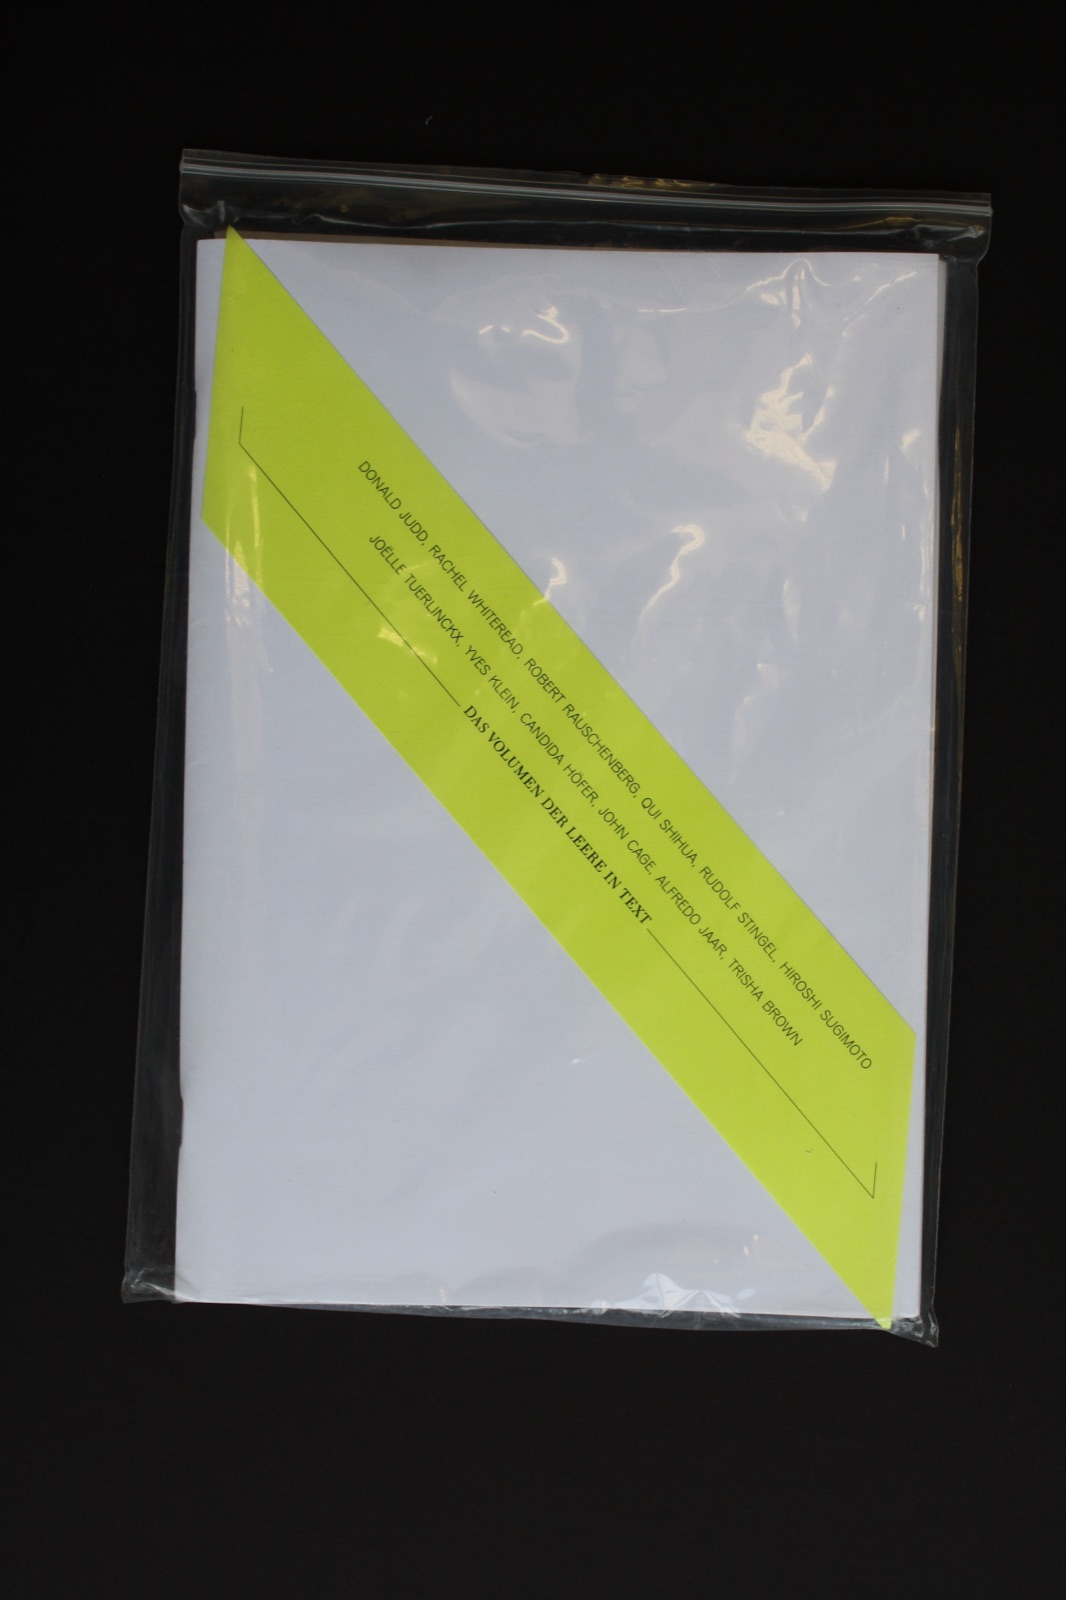 DONALD JUDD, RACHEL WHITEREAD, ROBERT RAUSCHENBERG, QUI SHIHUA, RUDOLF STINGEL, HIROSHI SUGIMOTO
JOËLLE TUERLINCKX, YVES KLEIN, CANDIDA HÖFER, JOHN CAGE, ALFREDO JAAR, TRISHA BROWN
DAS VOLUMEN DER LEERE IN TEXT